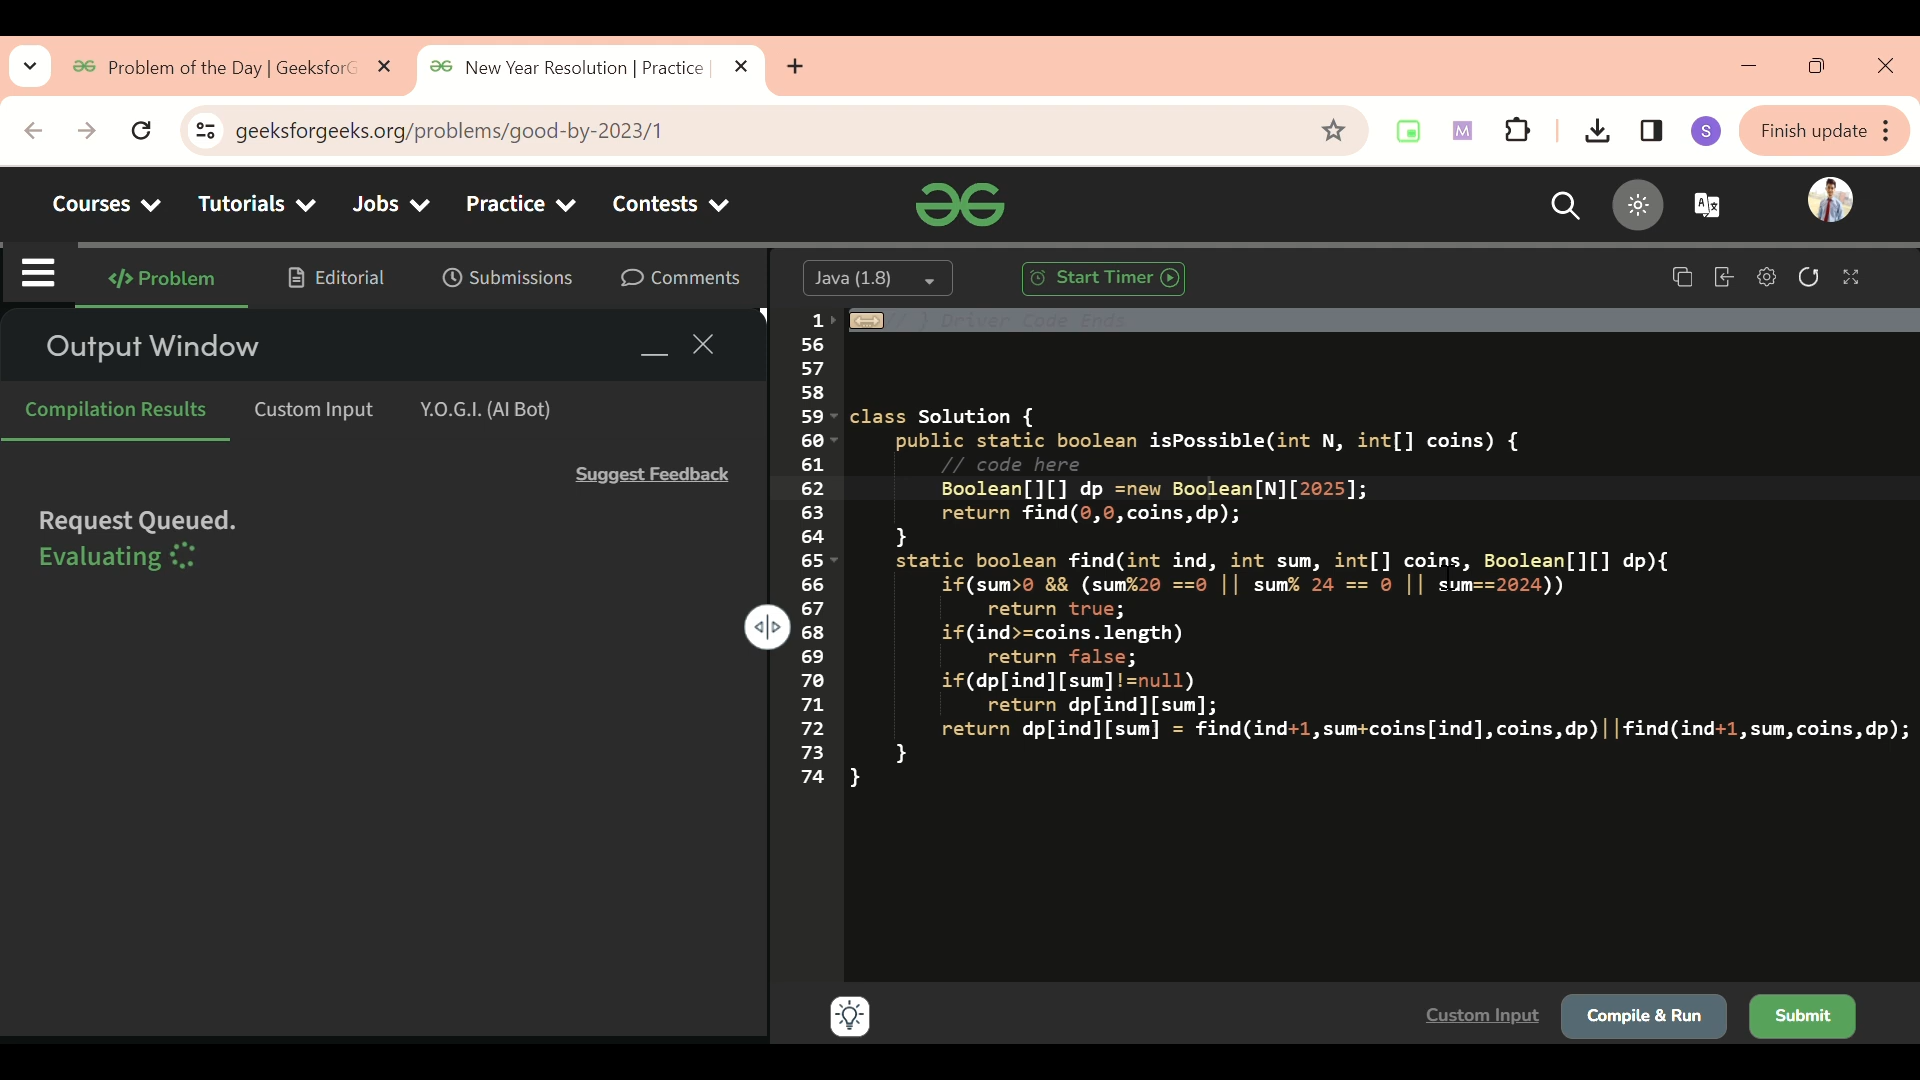 Problem of the Day | GeeksforG
New Year Resolution | Practice |
geeksforgeeks.org/problems/good-by-2023/1
M
S
Finish update
Courses
Tutorials
Jobs
Practice
Contests
Problem
Editorial
Submissions
Comments
Java (1.8)
Start Timer
Output Window
Compilation Results
Custom Input
Y.O.G.I. (AI Bot)
Suggest Feedback
Request Queued.
Evaluating
1 // } Driver Code Ends
56
57
58
59 class Solution {
60 public static boolean isPossible(int N, int[] coins) {
61 // code here
62 Boolean[][] dp =new Boolean[N][2025];
63 return find(0,0,coins,dp);
64 }
65 static boolean find(int ind, int sum, int[] coins, Boolean[][] dp){
66 if(sum>0 && (sum%20 ==0 || sum% 24 == 0 || sum==2024))
67 return true;
68 if(ind>=coins.length)
69 return false;
70 if(dp[ind][sum]!=null)
71 return dp[ind][sum];
72 return dp[ind][sum] = find(ind+1,sum+coins[ind],coins,dp)||find(ind+1,sum,coins,dp);
73 }
74 }
Custom Input
Compile & Run
Submit